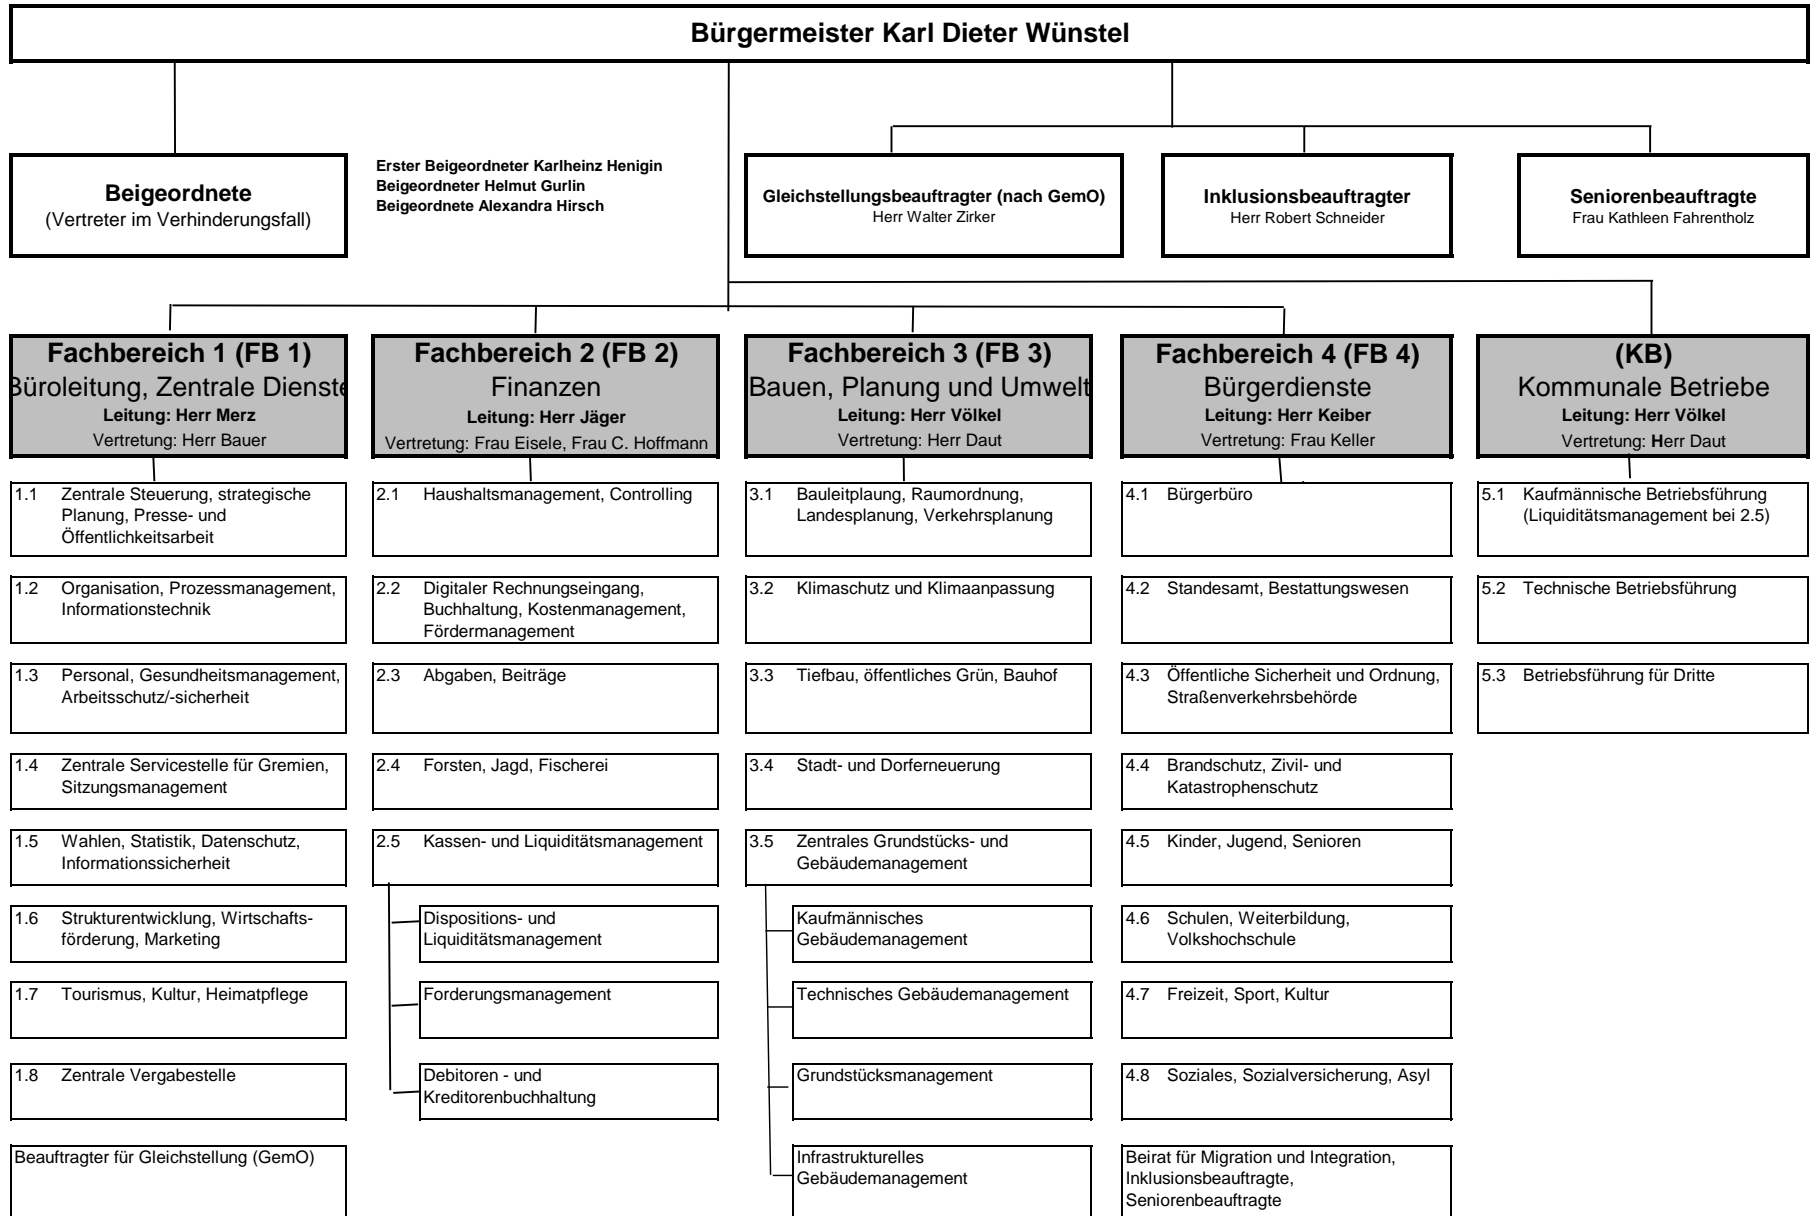 Bürgermeister Karl Dieter Wünstel
Beigeordnete
(Vertreter im Verhinderungsfall)
Erster Beigeordneter Karlheinz Henigin
Beigeordneter Helmut Gurlin
Beigeordnete Alexandra Hirsch
Gleichstellungsbeauftragter (nach GemO)
Herr Walter Zirker
Inklusionsbeauftragter
Herr Robert Schneider
Seniorenbeauftragte
Frau Kathleen Fahrentholz
Fachbereich 1 (FB 1)
Büroleitung, Zentrale Dienste
Leitung: Herr Merz
Vertretung: Herr Bauer
1.1 Zentrale Steuerung, strategische
Planung, Presse- und
Öffentlichkeitsarbeit
1.2 Organisation, Prozessmanagement,
Informationstechnik
1.3 Personal, Gesundheitsmanagement,
Arbeitsschutz/-sicherheit
1.4 Zentrale Servicestelle für Gremien,
Sitzungsmanagement
1.5 Wahlen, Statistik, Datenschutz,
Informationssicherheit
1.6 Strukturentwicklung, Wirtschafts-
förderung, Marketing
1.7 Tourismus, Kultur, Heimatpflege
1.8 Zentrale Vergabestelle
Beauftragter für Gleichstellung (GemO)
Fachbereich 2 (FB 2)
Finanzen
Leitung: Herr Jäger
Vertretung: Frau Eisele, Frau C. Hoffmann
2.1 Haushaltsmanagement, Controlling
2.2 Digitaler Rechnungseingang,
Buchhaltung, Kostenmanagement,
Fördermanagement
2.3 Abgaben, Beiträge
2.4 Forsten, Jagd, Fischerei
2.5 Kassen- und Liquiditätsmanagement
Dispositions- und
Liquiditätsmanagement
Forderungsmanagement
Debitoren - und
Kreditorenbuchhaltung
Fachbereich 3 (FB 3)
Bauen, Planung und Umwelt
Leitung: Herr Völkel
Vertretung: Herr Daut
3.1 Bauleitplaung, Raumordnung,
Landesplanung, Verkehrsplanung
3.2 Klimaschutz und Klimaanpassung
3.3 Tiefbau, öffentliches Grün, Bauhof
3.4 Stadt- und Dorferneuerung
3.5 Zentrales Grundstücks- und
Gebäudemanagement
Kaufmännisches
Gebäudemanagement
Technisches Gebäudemanagement
Grundstücksmanagement
Infrastrukturelles
Gebäudemanagement
Fachbereich 4 (FB 4)
Bürgerdienste
Leitung: Herr Keiber
Vertretung: Frau Keller
4.1 Bürgerbüro
4.2 Standesamt, Bestattungswesen
4.3 Öffentliche Sicherheit und Ordnung,
Straßenverkehrsbehörde
4.4 Brandschutz, Zivil- und
Katastrophenschutz
4.5 Kinder, Jugend, Senioren
4.6 Schulen, Weiterbildung,
Volkshochschule
4.7 Freizeit, Sport, Kultur
4.8 Soziales, Sozialversicherung, Asyl
Beirat für Migration und Integration,
Inklusionsbeauftragte,
Seniorenbeauftragte
(KB)
Kommunale Betriebe
Leitung: Herr Völkel
Vertretung: Herr Daut
5.1 Kaufmännische Betriebsführung
(Liquiditätsmanagement bei 2.5)
5.2 Technische Betriebsführung
5.3 Betriebsführung für Dritte